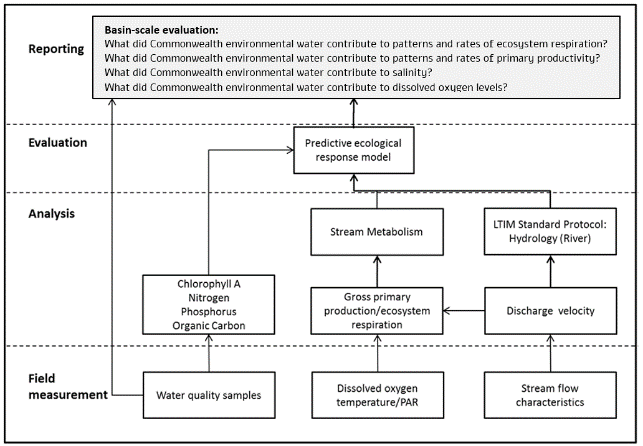 Reporting
Basin-scale evaluation:
What did Commonwealth environmental water contribute to patterns and rates of ecosystem respiration?
What did Commonwealth environmental water contribute to patterns and rates of primary productivity?
What did Commonwealth environmental water contribute to salinity?
What did Commonwealth environmental water contribute to dissolved oxygen levels?
Evaluation
Predictive ecological
response model
Analysis
Stream Metabolism
LTIM Standard Protocol:
Hydrology (River)
Chlorophyll A
Nitrogen
Phosphorus
Organic Carbon
Gross primary
production/ecosystem
respiration
Discharge velocity
Field
measurement
Water quality samples
Dissolved oxygen
temperature/PAR
Stream flow
characteristics